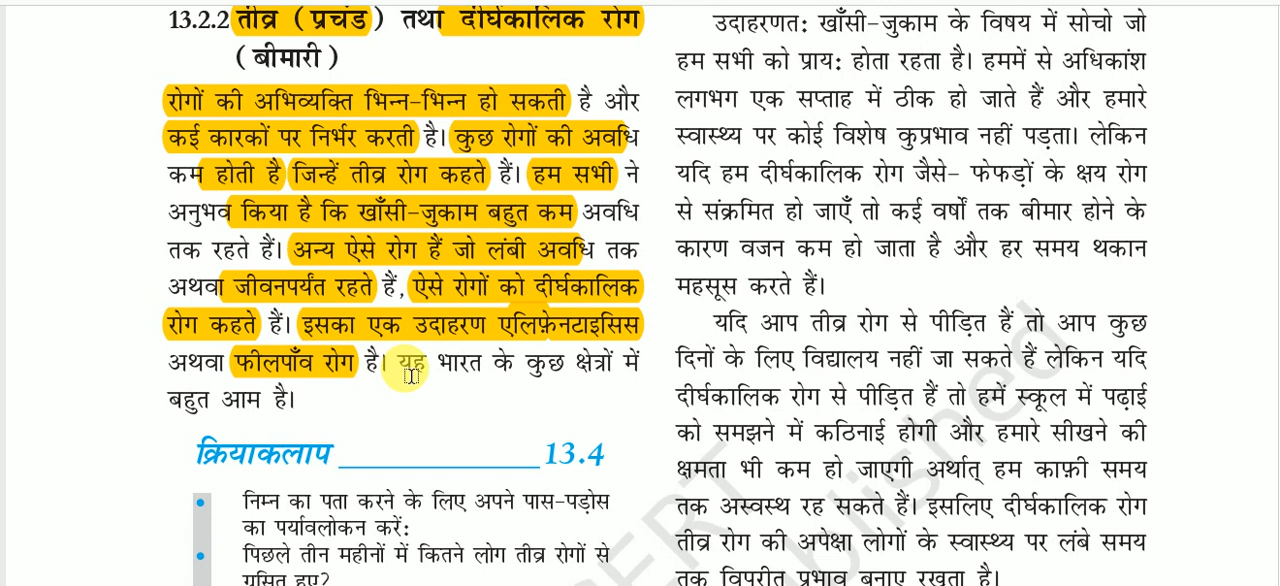 13.2.2 तीव्र (प्रचंड) तथा दीर्घकालिक रोग
(बीमारी)
रोगों की अभिव्यक्ति भिन्न-भिन्न हो सकती है और
कई कारकों पर निर्भर करती है। कुछ रोगों की अवधि
कम होती है जिन्हें तीव्र रोग कहते हैं। हम सभी ने
अनुभव किया है कि खाँसी-जुकाम बहुत कम अवधि
तक रहते हैं। अन्य ऐसे रोग हैं जो लंबी अवधि तक
अथवा जीवनपर्यंत रहते हैं, ऐसे रोगों को दीर्घकालिक
रोग कहते हैं। इसका एक उदाहरण एलिफ़ेनटाइसिस
अथवा फीलपाँव रोग है। यह भारत के कुछ क्षेत्रों में
बहुत आम है।
क्रियाकलाप ____________ 13.4
• निम्न का पता करने के लिए अपने पास-पड़ोस
का पर्यावलोकन करें:
• पिछले तीन महीनों में कितने लोग तीव्र रोगों से
ग्रसित हुए?
उदाहरणतः खाँसी-जुकाम के विषय में सोचो जो
हम सभी को प्रायः होता रहता है। हममें से अधिकांश
लगभग एक सप्ताह में ठीक हो जाते हैं और हमारे
स्वास्थ्य पर कोई विशेष कुप्रभाव नहीं पड़ता। लेकिन
यदि हम दीर्घकालिक रोग जैसे- फेफड़ों के क्षय रोग
से संक्रमित हो जाएँ तो कई वर्षों तक बीमार होने के
कारण वजन कम हो जाता है और हर समय थकान
महसूस करते हैं।
यदि आप तीव्र रोग से पीड़ित हैं तो आप कुछ
दिनों के लिए विद्यालय नहीं जा सकते हैं लेकिन यदि
दीर्घकालिक रोग से पीड़ित हैं तो हमें स्कूल में पढ़ाई
को समझने में कठिनाई होगी और हमारे सीखने की
क्षमता भी कम हो जाएगी अर्थात् हम काफ़ी समय
तक अस्वस्थ रह सकते हैं। इसलिए दीर्घकालिक रोग
तीव्र रोग की अपेक्षा लोगों के स्वास्थ्य पर लंबे समय
तक विपरीत प्रभाव बनाए रखता है।